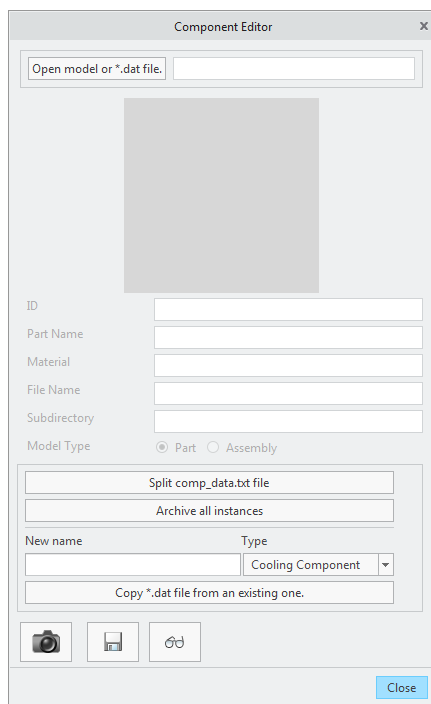 Component Editor x
Open model or *.dat file.
ID
Part Name
Material
File Name
Subdirectory
Model Type Part Assembly
Split comp_data.txt file
Archive all instances
New name Type
Cooling Component
Copy *.dat file from an existing one.
Close